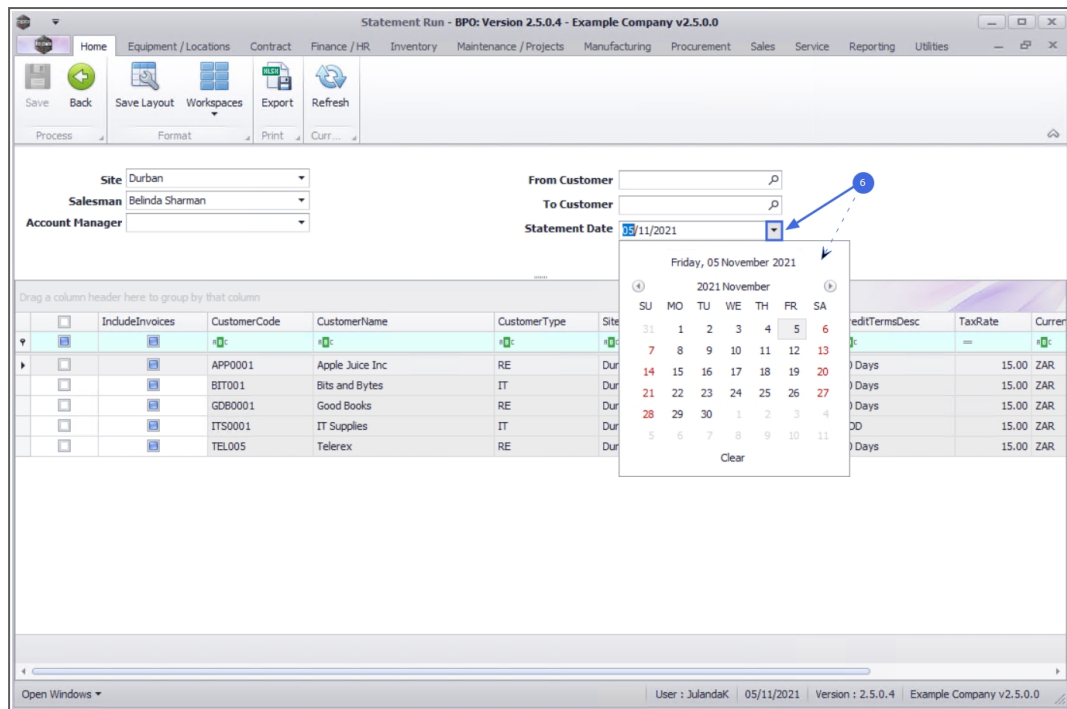 Statement Run - BPO: Version 2.5.0.4 - Example Company v2.5.0.0
Home Equipment / Locations Contract Finance / HR Inventory Maintenance / Projects Manufacturing Procurement Sales Service Reporting Utilities
Save Back Save Layout Workspaces Export Refresh
Process Format Print Curr...
Site Durban From Customer
Salesman Belinda Sharman To Customer
Account Manager Statement Date 05/11/2021
6
Friday, 05 November 2021
2021 November
SU MO TU WE TH FR SA
31 1 2 3 4 5 6
7 8 9 10 11 12 13
14 15 16 17 18 19 20
21 22 23 24 25 26 27
28 29 30 1 2 3 4
5 6 7 8 9 10 11
Clear
Drag a column header here to group by that column
IncludeInvoices CustomerCode CustomerName CustomerType Site editTermsDesc TaxRate Curren
APP0001 Apple Juice Inc RE Dur Days 15.00 ZAR
BIT001 Bits and Bytes IT Dur Days 15.00 ZAR
GDB0001 Good Books RE Dur Days 15.00 ZAR
ITS0001 IT Supplies IT Dur OD 15.00 ZAR
TEL005 Telerex RE Dur Days 15.00 ZAR
Open Windows User : JulandaK 05/11/2021 Version : 2.5.0.4 Example Company v2.5.0.0